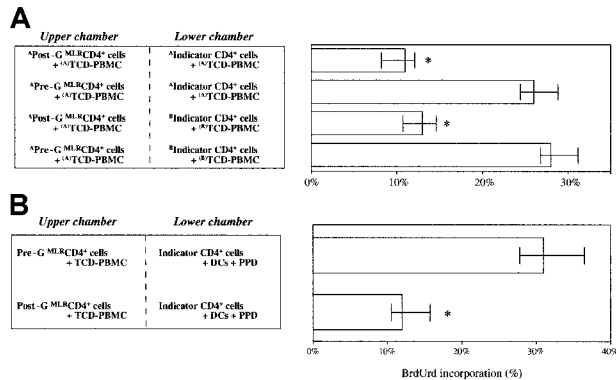 A
Upper chamber Lower chamber
ᴬPost-G ᴹᴸᴿCD4⁺ cells ᴬIndicator CD4⁺ cells
+ ⁽ᴬ⁾TCD-PBMC + ⁽ᴬ⁾TCD-PBMC
ᴬPre-G ᴹᴸᴿCD4⁺ cells ᴬIndicator CD4⁺ cells
+ ⁽ᴬ⁾TCD-PBMC + ⁽ᴬ⁾TCD-PBMC
ᴬPost-G ᴹᴸᴿCD4⁺ cells ᴮIndicator CD4⁺ cells
+ ⁽ᴬ⁾TCD-PBMC + ⁽ᴮ⁾TCD-PBMC
ᴬPre-G ᴹᴸᴿCD4⁺ cells ᴮIndicator CD4⁺ cells
+ ⁽ᴬ⁾TCD-PBMC + ⁽ᴮ⁾TCD-PBMC
*
*
0% 10% 20% 30%
B
Upper chamber Lower chamber
Pre-G ᴹᴸᴿCD4⁺ cells Indicator CD4⁺ cells
+ TCD-PBMC + DCs + PPD
Post-G ᴹᴸᴿCD4⁺ cells Indicator CD4⁺ cells
+ TCD-PBMC + DCs + PPD
*
0% 10% 20% 30% 40%
BrdUrd incorporation (%)